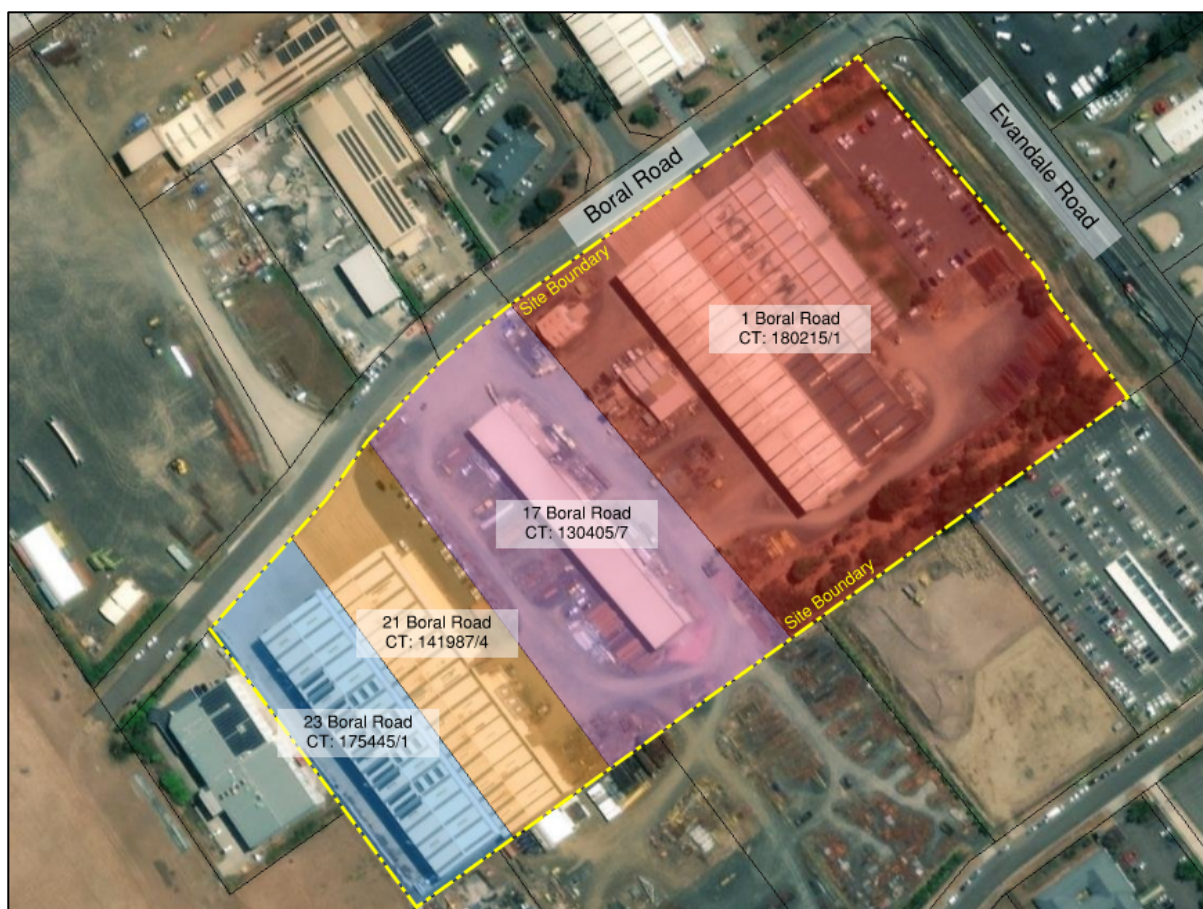 Evandale Road
Boral Road
Site Boundary
1 Boral Road
CT: 180215/1
17 Boral Road
CT: 130405/7
21 Boral Road
CT: 141987/4
Site Boundary
23 Boral Road
CT: 175445/1